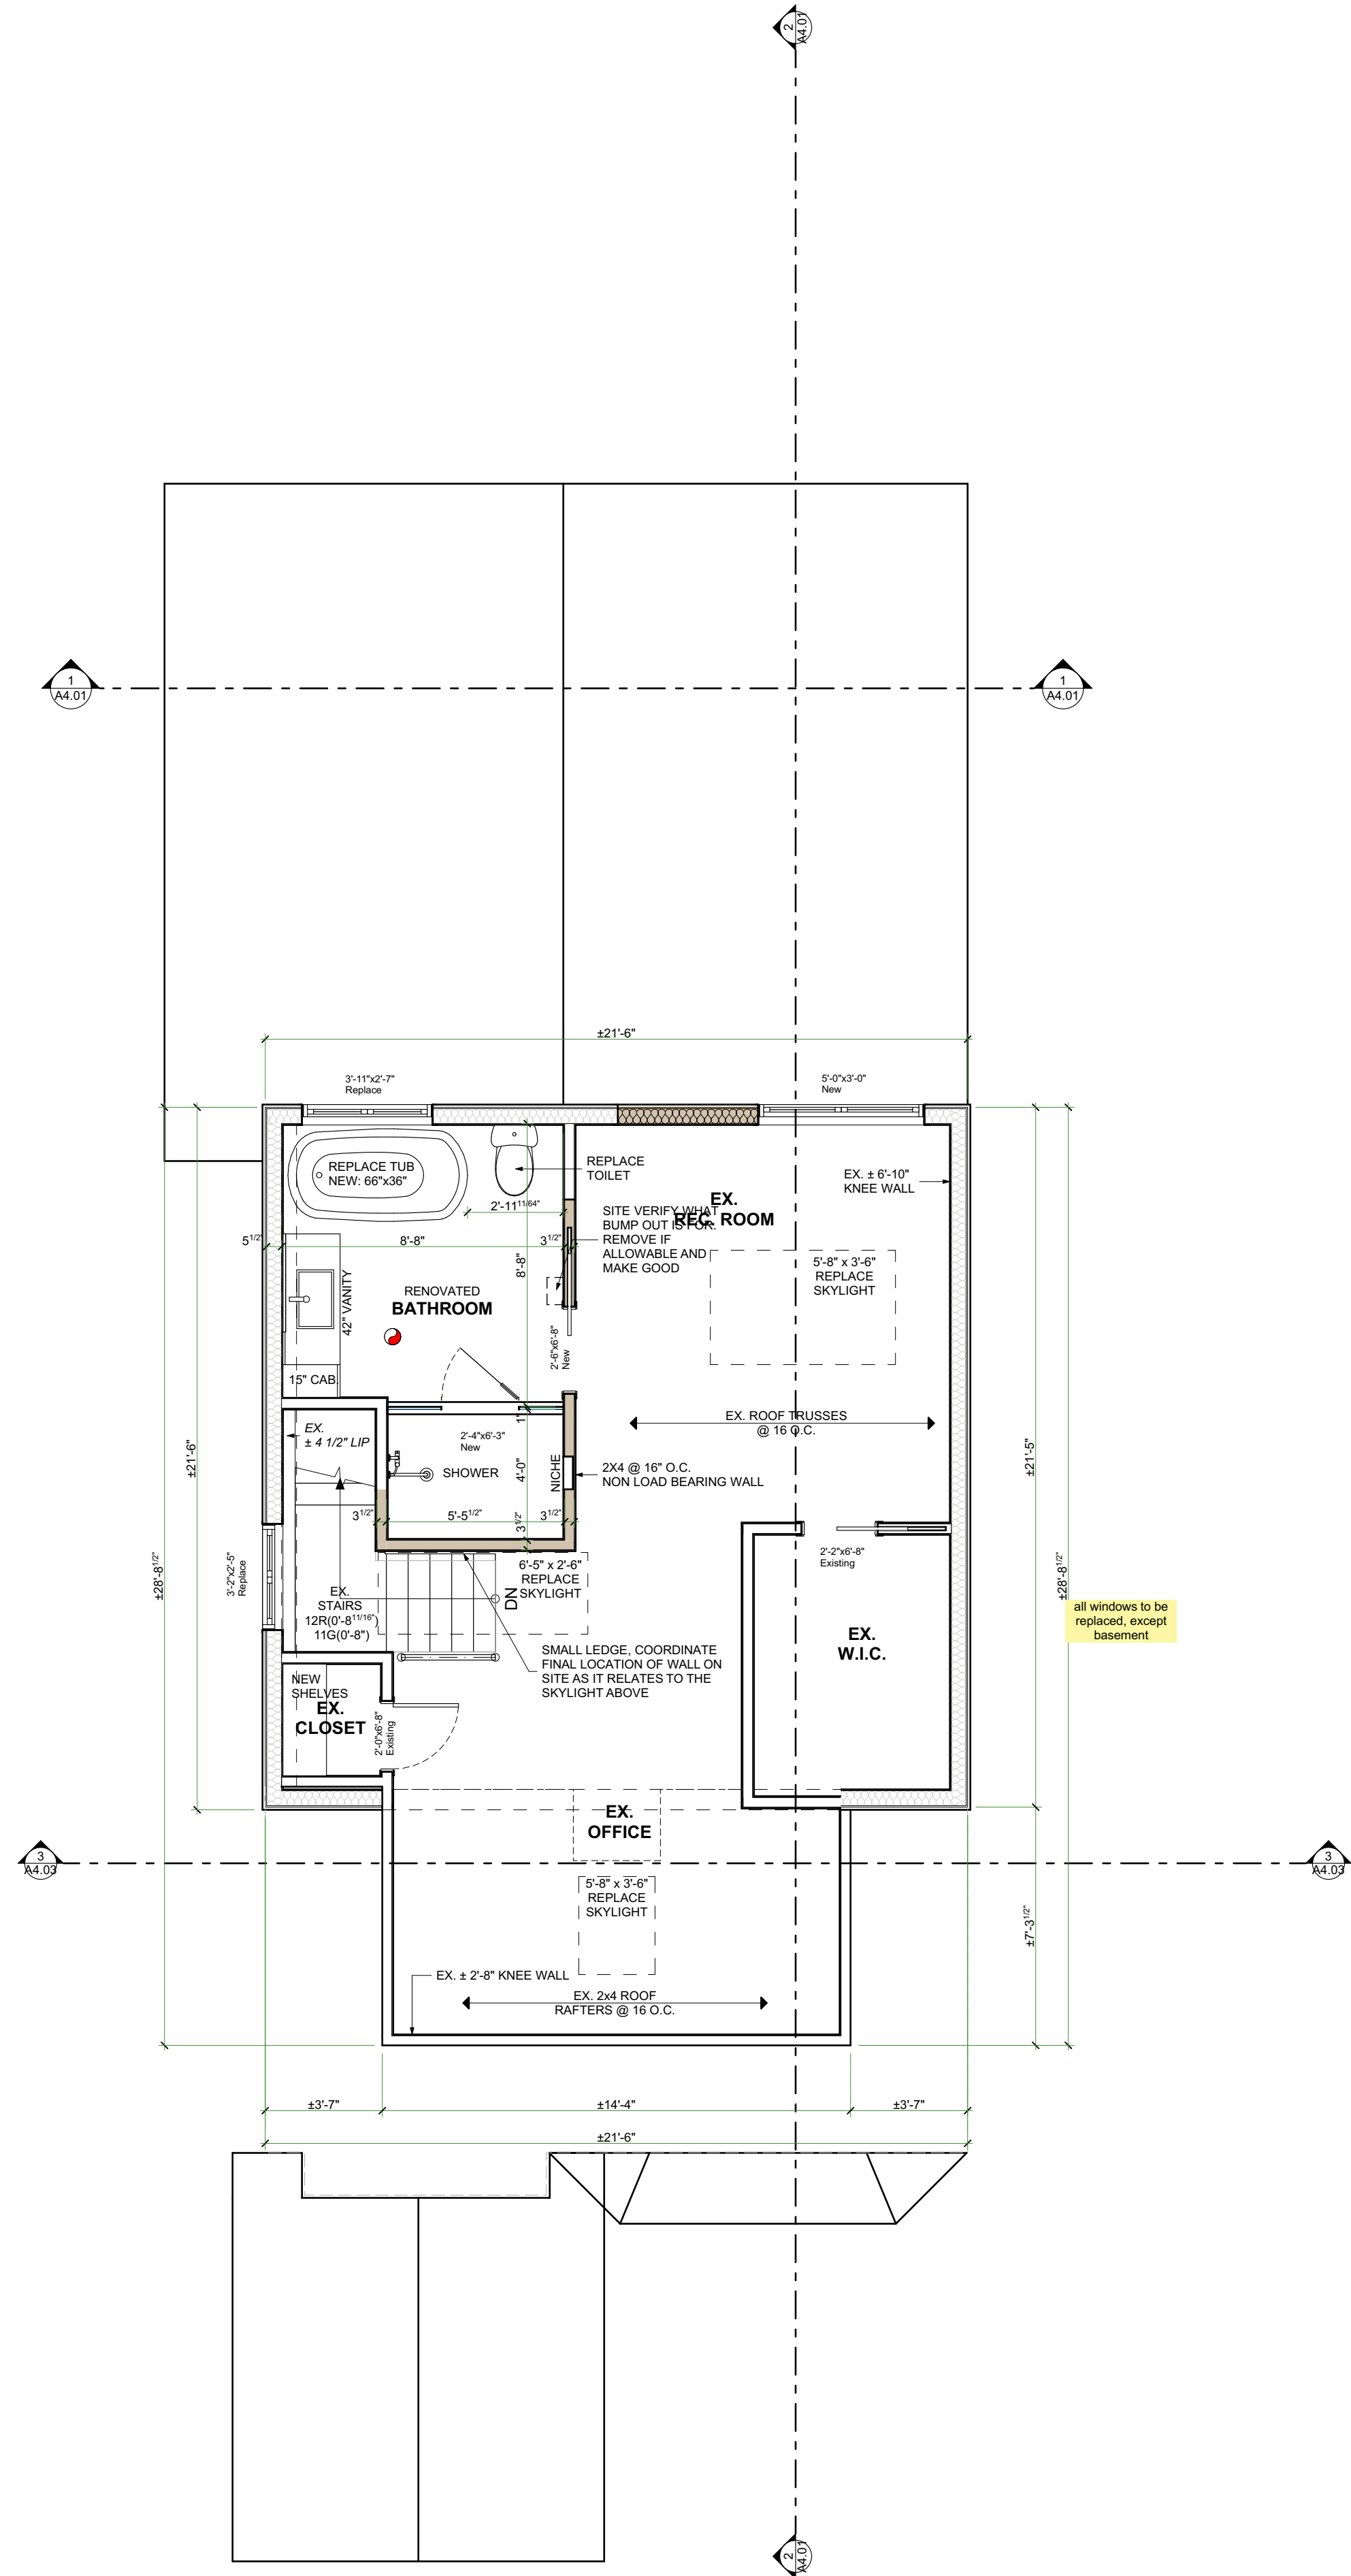 2
A4.01
1
A4.01
1
A4.01
±21'-6"
3'-11"x2'-7"
Replace
5'-0"x3'-0"
New
REPLACE TUB
NEW: 66"x36"
REPLACE
TOILET
EX. ± 6'-10"
KNEE WALL
2'-11 11/64"
EX.
REC. ROOM
SITE VERIFY WHAT
BUMP OUT IS FOR.
REMOVE IF
ALLOWABLE AND
MAKE GOOD
5 1/2"
8'-8"
3 1/2"
8'-8"
5'-8" x 3'-6"
REPLACE
SKYLIGHT
42" VANITY
RENOVATED
BATHROOM
2'-6"x6'-8"
New
15" CAB.
1"
EX. ROOF TRUSSES
@ 16 O.C.
EX.
± 4 1/2" LIP
2'-4"x6'-3"
New
SHOWER
4'-0"
NICHE
2X4 @ 16" O.C.
NON LOAD BEARING WALL
±21'-6"
±21'-5"
3 1/2"
5'-5 1/2"
3 1/2"
3 1/2"
2'-2"x6'-8"
Existing
6'-5" x 2'-6"
REPLACE
SKYLIGHT
DN
±28'-8 1/2"
3'-2"x2'-5"
Replace
EX.
STAIRS
12R(0'-8 11/16")
11G(0'-8")
±28'-8 1/2"
all windows to be
replaced, except
basement
EX.
W.I.C.
SMALL LEDGE, COORDINATE
FINAL LOCATION OF WALL ON
SITE AS IT RELATES TO THE
SKYLIGHT ABOVE
NEW
SHELVES
EX.
CLOSET
2'-0"x6'-8"
Existing
EX.
OFFICE
3
A4.03
3
A4.03
5'-8" x 3'-6"
REPLACE
SKYLIGHT
±7'-3 1/2"
EX. ± 2'-8" KNEE WALL
EX. 2x4 ROOF
RAFTERS @ 16 O.C.
±3'-7"
±14'-4"
±3'-7"
±21'-6"
2
A4.01